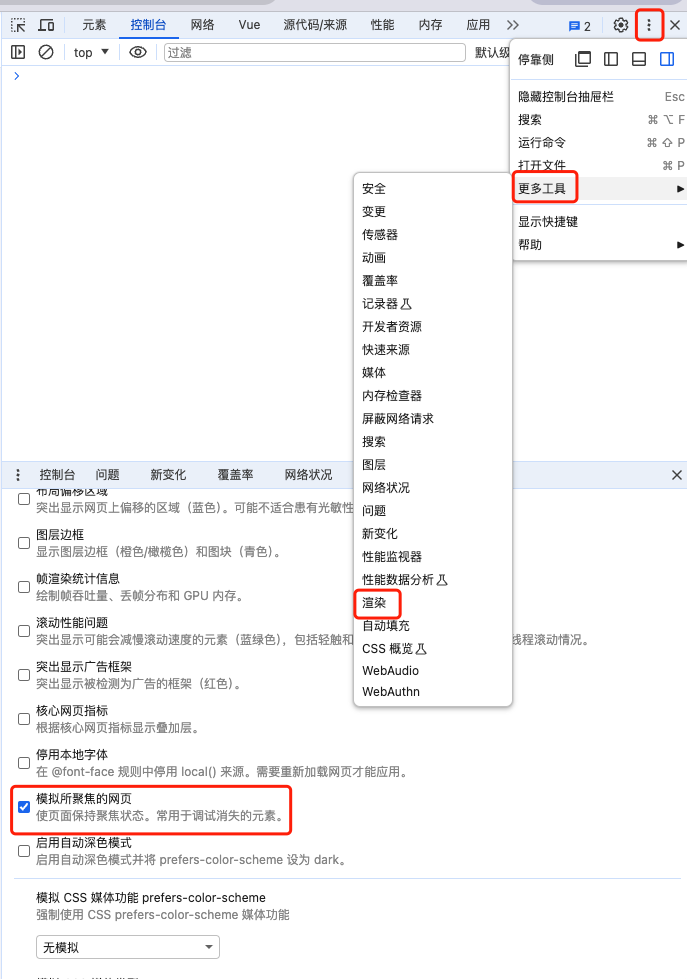 元素 控制台 网络 Vue 源代码/来源 性能 内存 应用 2
top 过滤 默认级
停靠侧
隐藏控制台抽屉栏 Esc
搜索 ⌘ ⌥ F
运行命令 ⌘ ⇧ P
打开文件 ⌘ P
更多工具
显示快捷键
帮助
安全
变更
传感器
动画
覆盖率
记录器
开发者资源
快速来源
媒体
内存检查器
屏蔽网络请求
搜索
图层
网络状况
问题
新变化
性能监视器
性能数据分析
渲染
自动填充
CSS 概览
WebAudio
WebAuthn
控制台 问题 新变化 覆盖率 网络状况
布局偏移区域
突出显示网页上偏移的区域（蓝色）。可能不适合患有光敏性
图层边框
显示图层边框（橙色/橄榄色）和图块（青色）。
帧渲染统计信息
绘制帧吞吐量、丢帧分布和 GPU 内存。
滚动性能问题
突出显示可能会减慢滚动速度的元素（蓝绿色），包括轻触和 线程滚动情况。
突出显示广告框架
突出显示被检测为广告的框架（红色）。
核心网页指标
根据核心网页指标显示叠加层。
停用本地字体
在 @font-face 规则中停用 local() 来源。需要重新加载网页才能应用。
模拟所聚焦的网页
使页面保持聚焦状态。常用于调试消失的元素。
启用自动深色模式
启用自动深色模式并将 prefers-color-scheme 设为 dark。
模拟 CSS 媒体功能 prefers-color-scheme
强制使用 CSS prefers-color-scheme 媒体功能
无模拟